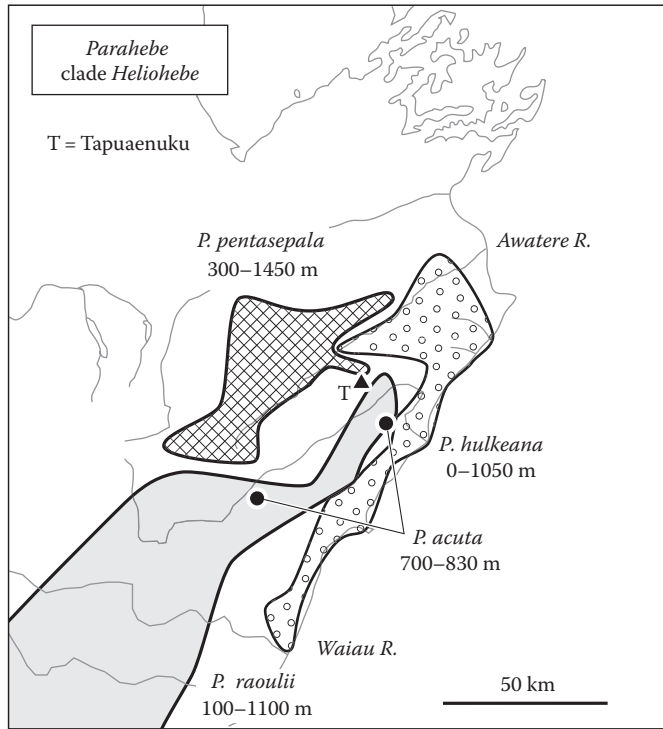 Parahebe
clade Heliohebe
T = Tapuaenuku
P. pentasepala
300–1450 m
Awatere R.
T
P. hulkeana
0–1050 m
P. acuta
700–830 m
Waiau R.
P. raoulii
100–1100 m
50 km